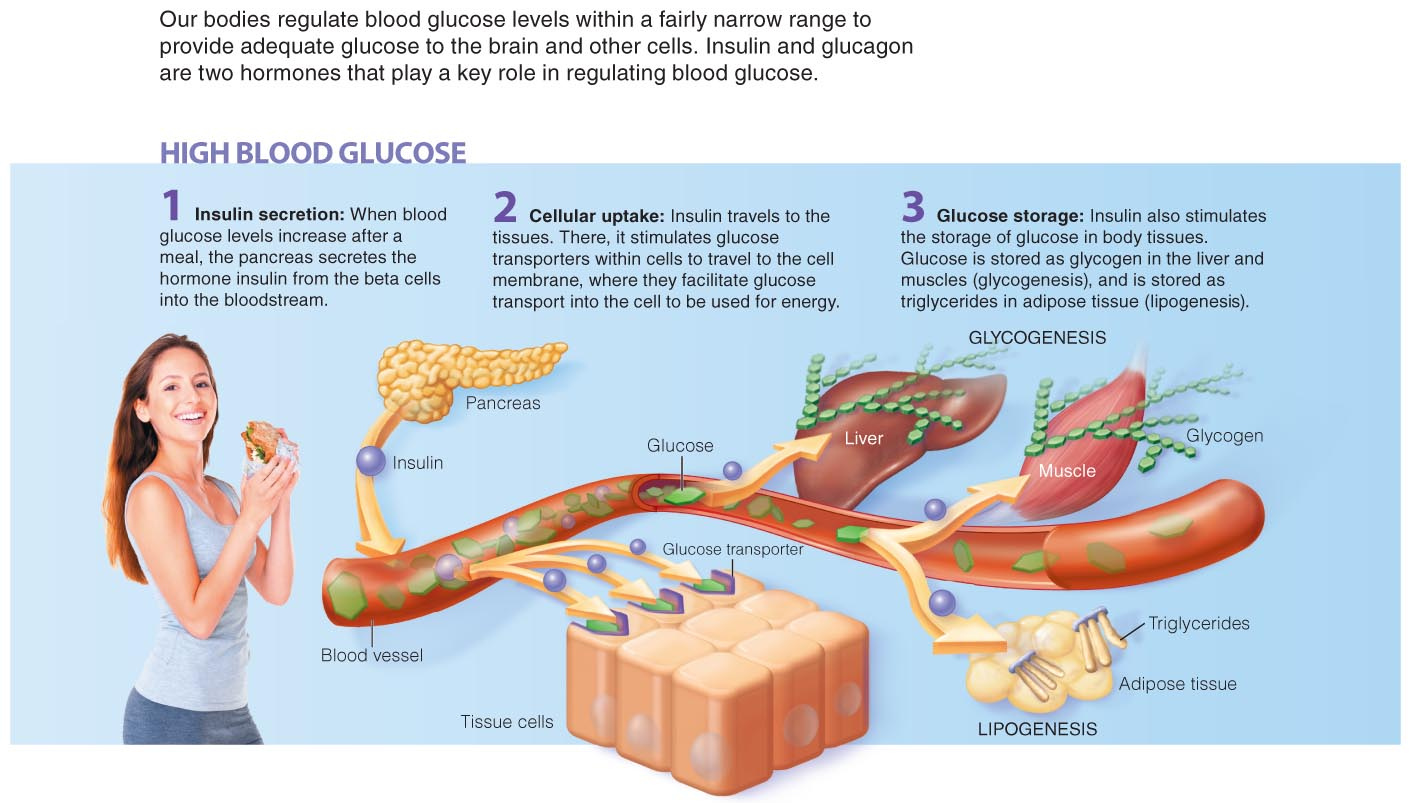 Our bodies regulate blood glucose levels within a fairly narrow range to
provide adequate glucose to the brain and other cells. Insulin and glucagon
are two hormones that play a key role in regulating blood glucose.
HIGH BLOOD GLUCOSE
1 Insulin secretion: When blood
glucose levels increase after a
meal, the pancreas secretes the
hormone insulin from the beta cells
into the bloodstream.
2 Cellular uptake: Insulin travels to the
tissues. There, it stimulates glucose
transporters within cells to travel to the cell
membrane, where they facilitate glucose
transport into the cell to be used for energy.
3 Glucose storage: Insulin also stimulates
the storage of glucose in body tissues.
Glucose is stored as glycogen in the liver and
muscles (glycogenesis), and is stored as
triglycerides in adipose tissue (lipogenesis).
GLYCOGENESIS
Pancreas
Insulin
Glucose
Liver
Muscle
Glycogen
Glucose transporter
Blood vessel
Tissue cells
Triglycerides
Adipose tissue
LIPOGENESIS